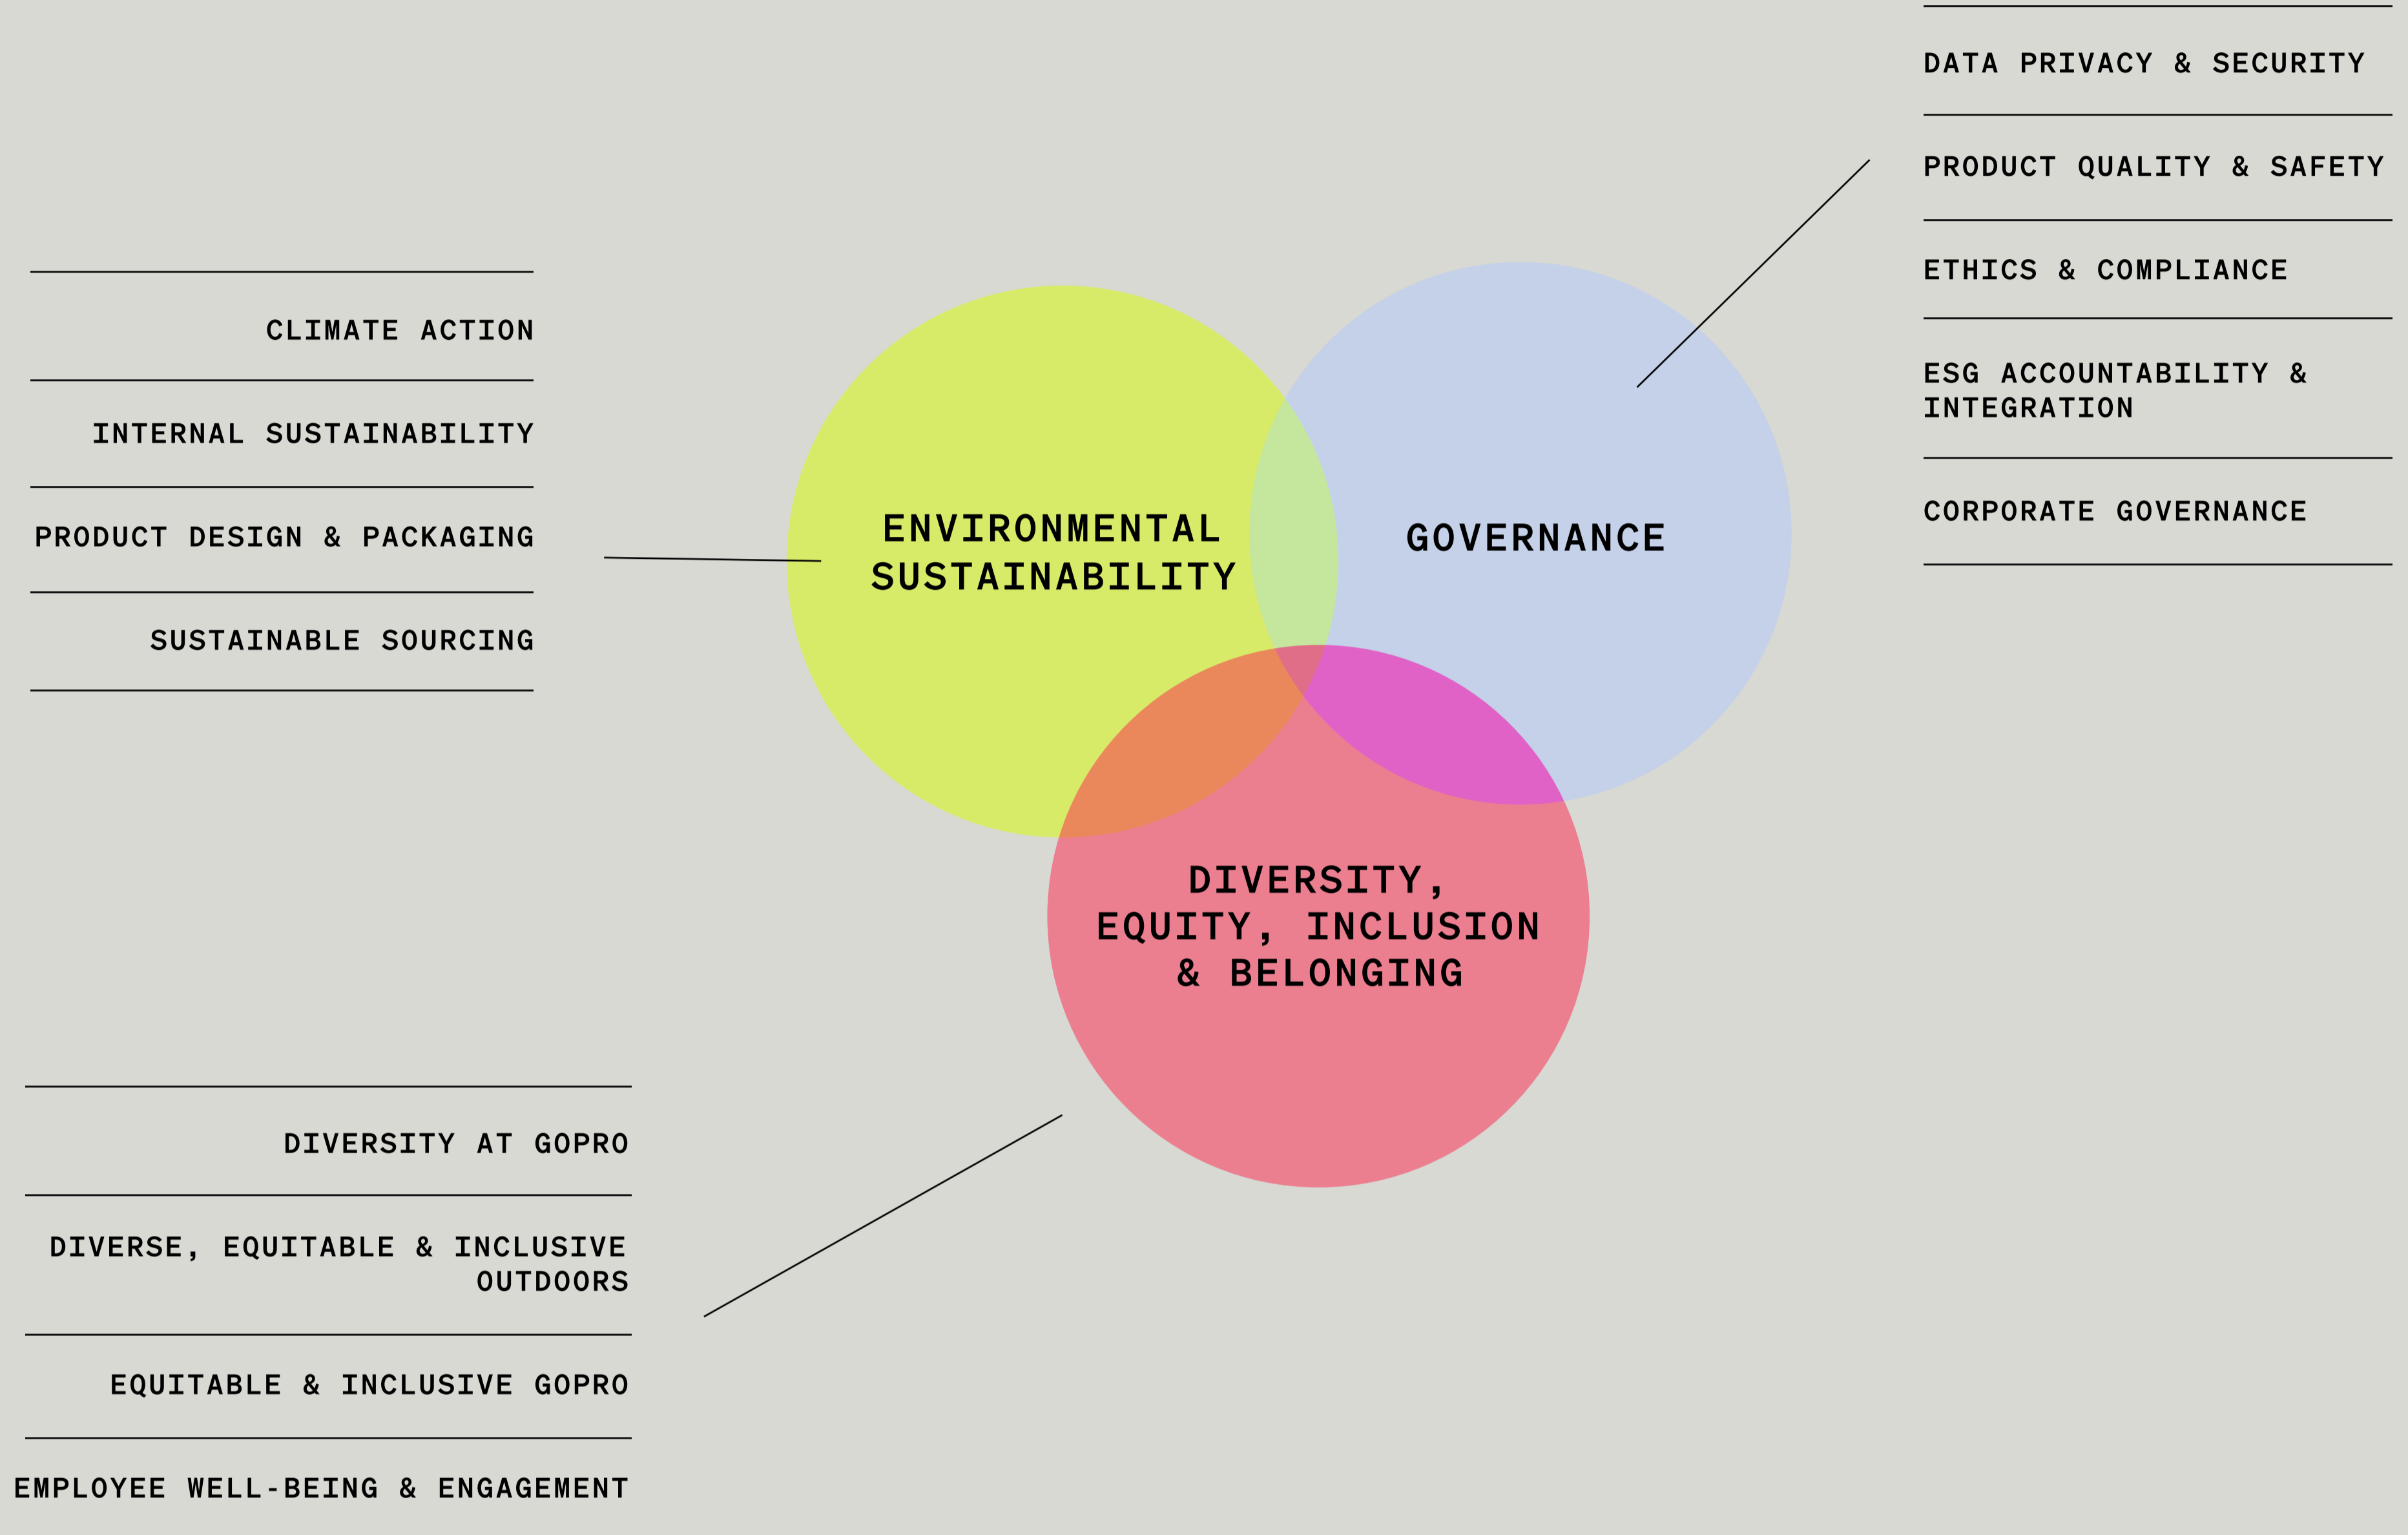 DATA PRIVACY & SECURITY
PRODUCT QUALITY & SAFETY
ETHICS & COMPLIANCE
ESG ACCOUNTABILITY &
INTEGRATION
CORPORATE GOVERNANCE
CLIMATE ACTION
INTERNAL SUSTAINABILITY
PRODUCT DESIGN & PACKAGING
SUSTAINABLE SOURCING
ENVIRONMENTAL
SUSTAINABILITY
GOVERNANCE
DIVERSITY,
EQUITY, INCLUSION
& BELONGING
DIVERSITY AT GOPRO
DIVERSE, EQUITABLE & INCLUSIVE
OUTDOORS
EQUITABLE & INCLUSIVE GOPRO
EMPLOYEE WELL-BEING & ENGAGEMENT